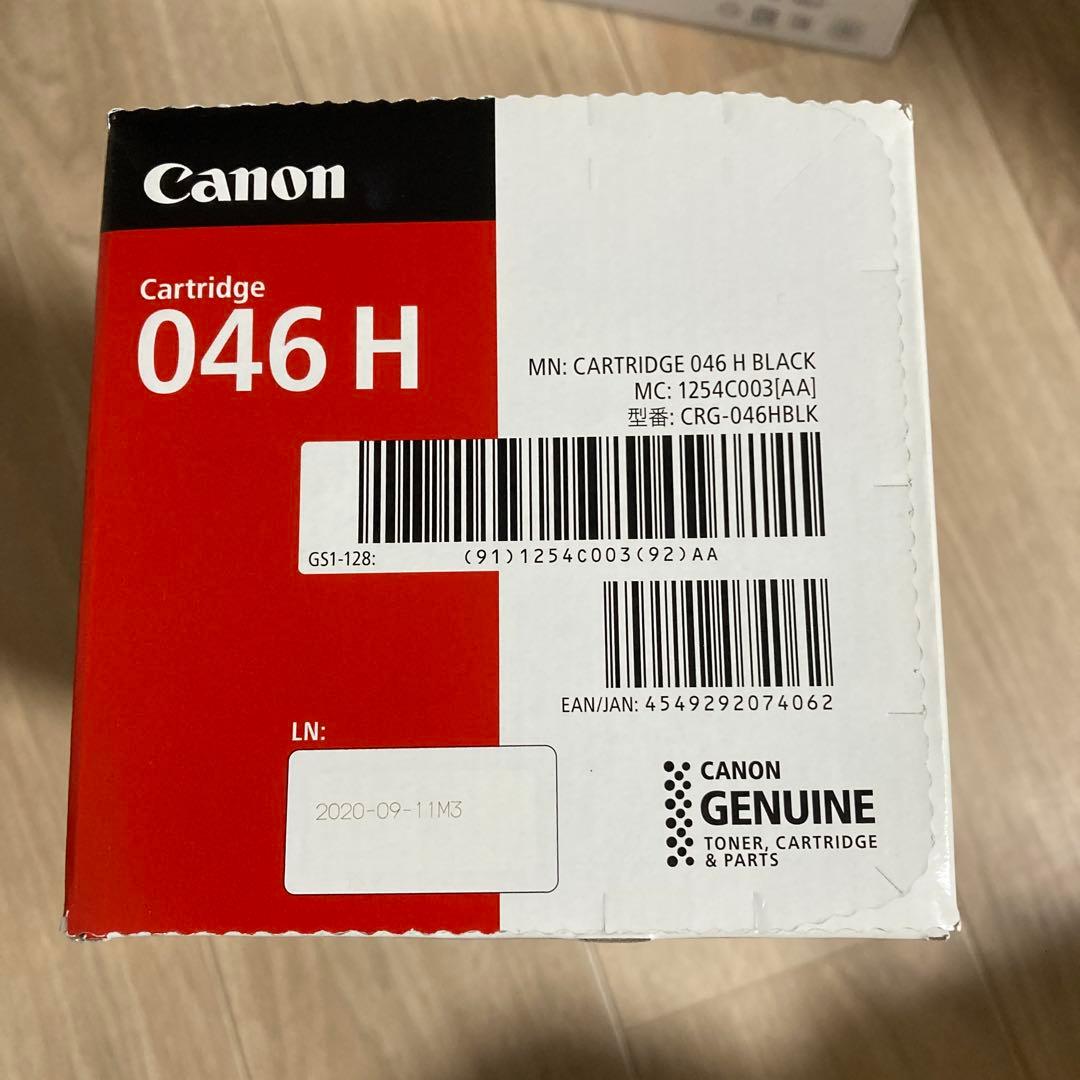 Canon
Cartridge
046 H
MN: CARTRIDGE 046 H BLACK
MC: 1254C003[AA]
型番: CRG-046HBLK
GS1-128: (91)1254C003(92)AA
EAN/JAN: 4549292074062
LN:
2020-09-11M3
CANON
GENUINE
TONER, CARTRIDGE
& PARTS